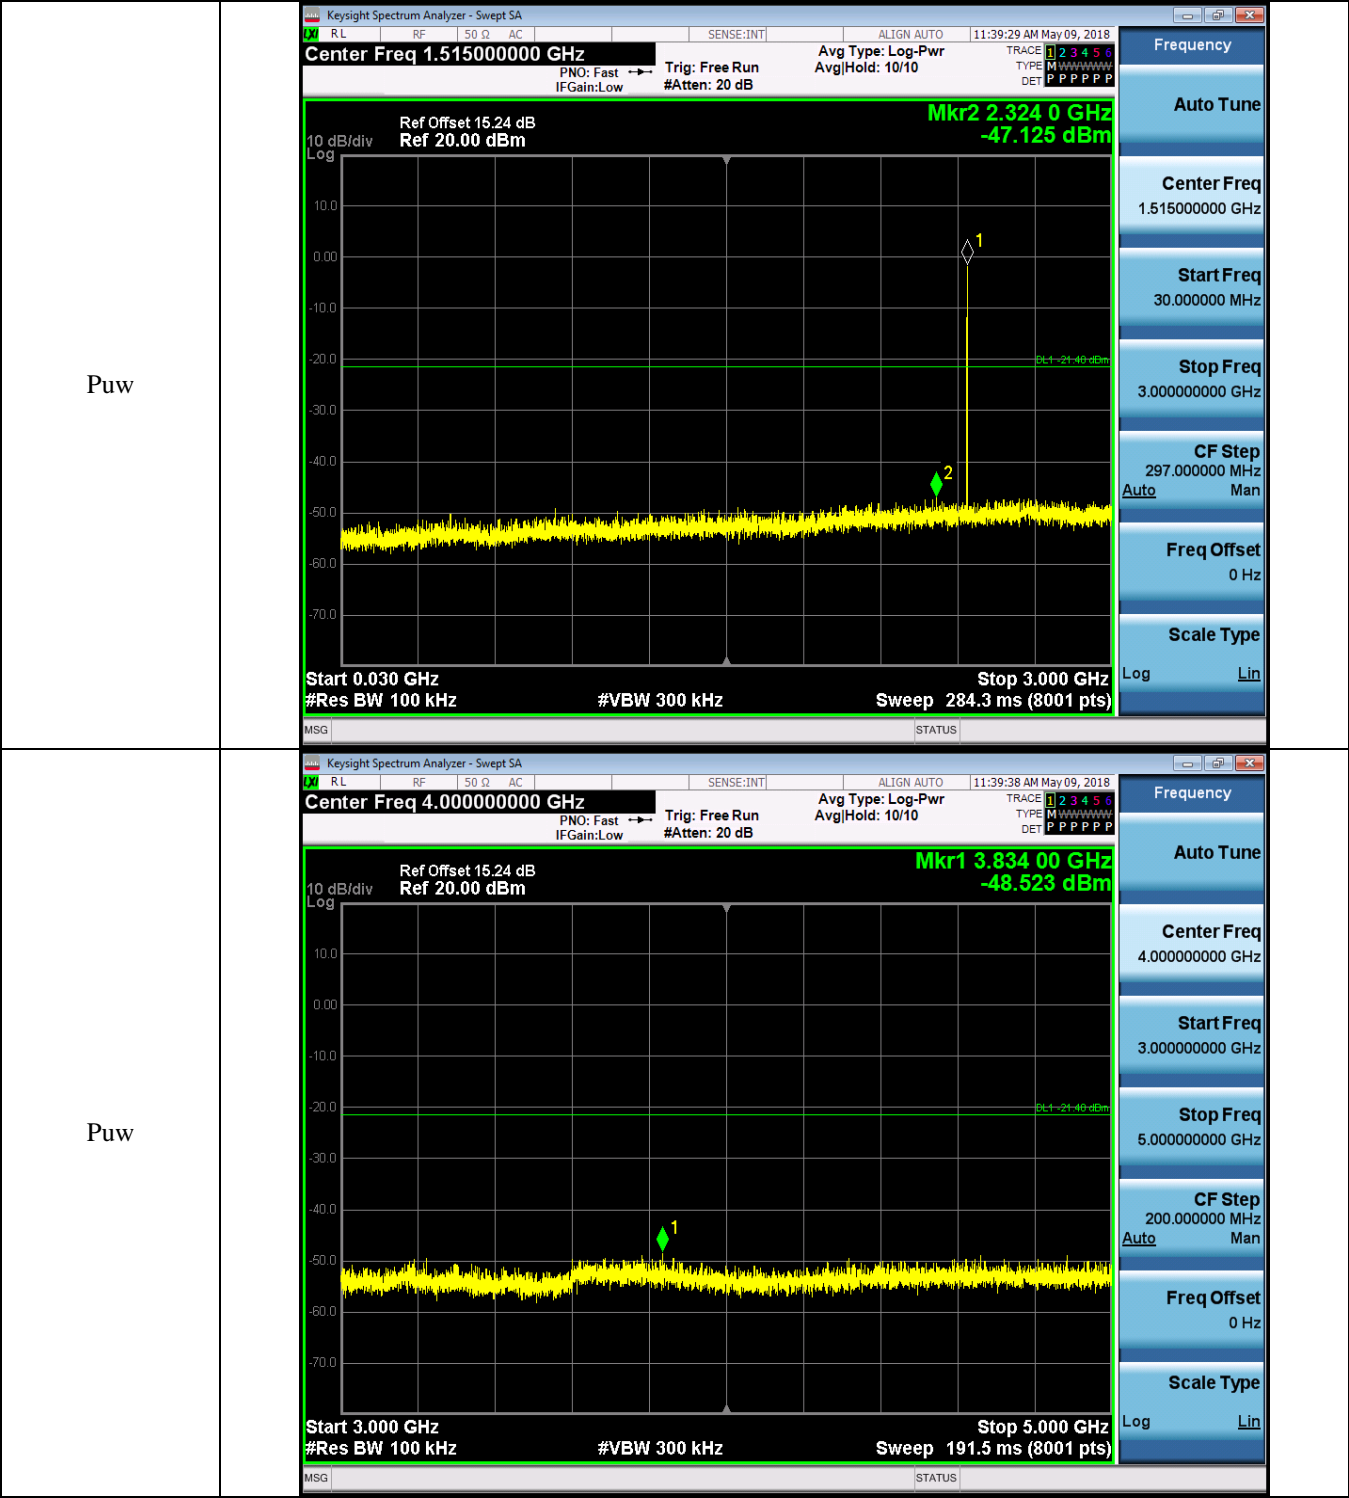 Puw
Keysight Spectrum Analyzer - Swept SA
LXI RL RF 50 Ω AC SENSE:INT ALIGN AUTO 11:39:29 AM May 09, 2018
Center Freq 1.515000000 GHz
PNO: Fast
IFGain:Low
Trig: Free Run
#Atten: 20 dB
Avg Type: Log-Pwr
Avg|Hold: 10/10
TRACE 1 2 3 4 5 6
TYPE M W W W W W
DET P P P P P P
Mkr2 2.324 0 GHz
-47.125 dBm
Ref Offset 15.24 dB
10 dB/div Ref 20.00 dBm
Log
10.0
0.00
-10.0
-20.0
-30.0
-40.0
-50.0
-60.0
-70.0
1
DL1 -21.40 dBm
2
Start 0.030 GHz Stop 3.000 GHz
#Res BW 100 kHz #VBW 300 kHz Sweep 284.3 ms (8001 pts)
MSG STATUS
Frequency
Auto Tune
Center Freq
1.515000000 GHz
Start Freq
30.000000 MHz
Stop Freq
3.000000000 GHz
CF Step
297.000000 MHz
Auto Man
Freq Offset
0 Hz
Scale Type
Log Lin
Puw
Keysight Spectrum Analyzer - Swept SA
LXI RL RF 50 Ω AC SENSE:INT ALIGN AUTO 11:39:38 AM May 09, 2018
Center Freq 4.000000000 GHz
PNO: Fast
IFGain:Low
Trig: Free Run
#Atten: 20 dB
Avg Type: Log-Pwr
Avg|Hold: 10/10
TRACE 1 2 3 4 5 6
TYPE M W W W W W
DET P P P P P P
Mkr1 3.834 00 GHz
-48.523 dBm
Ref Offset 15.24 dB
10 dB/div Ref 20.00 dBm
Log
10.0
0.00
-10.0
-20.0
-30.0
-40.0
-50.0
-60.0
-70.0
DL1 -21.40 dBm
1
Start 3.000 GHz Stop 5.000 GHz
#Res BW 100 kHz #VBW 300 kHz Sweep 191.5 ms (8001 pts)
MSG STATUS
Frequency
Auto Tune
Center Freq
4.000000000 GHz
Start Freq
3.000000000 GHz
Stop Freq
5.000000000 GHz
CF Step
200.000000 MHz
Auto Man
Freq Offset
0 Hz
Scale Type
Log Lin